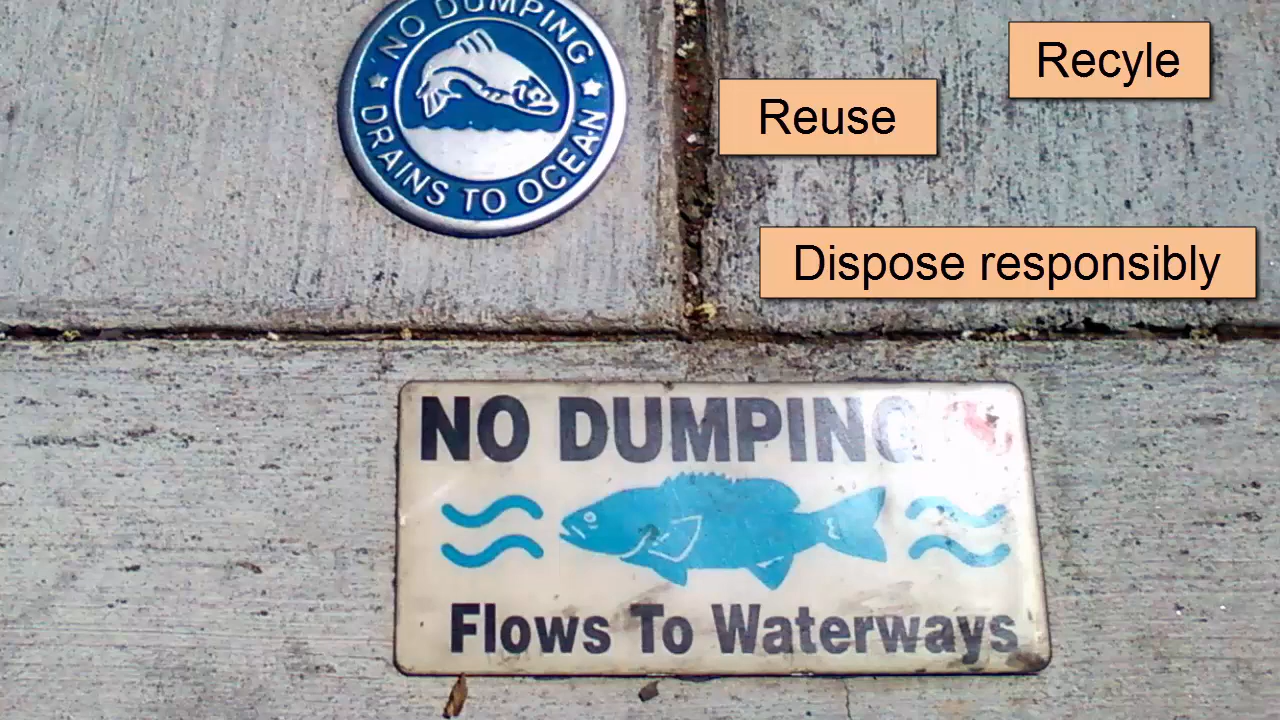 NO DUMPING
DRAINS TO OCEAN
Recyle
Reuse
Dispose responsibly
NO DUMPING
Flows To Waterways